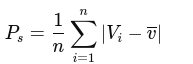 P_s = \frac{1}{n} \sum_{i=1}^{n} |V_i - \overline{v}|